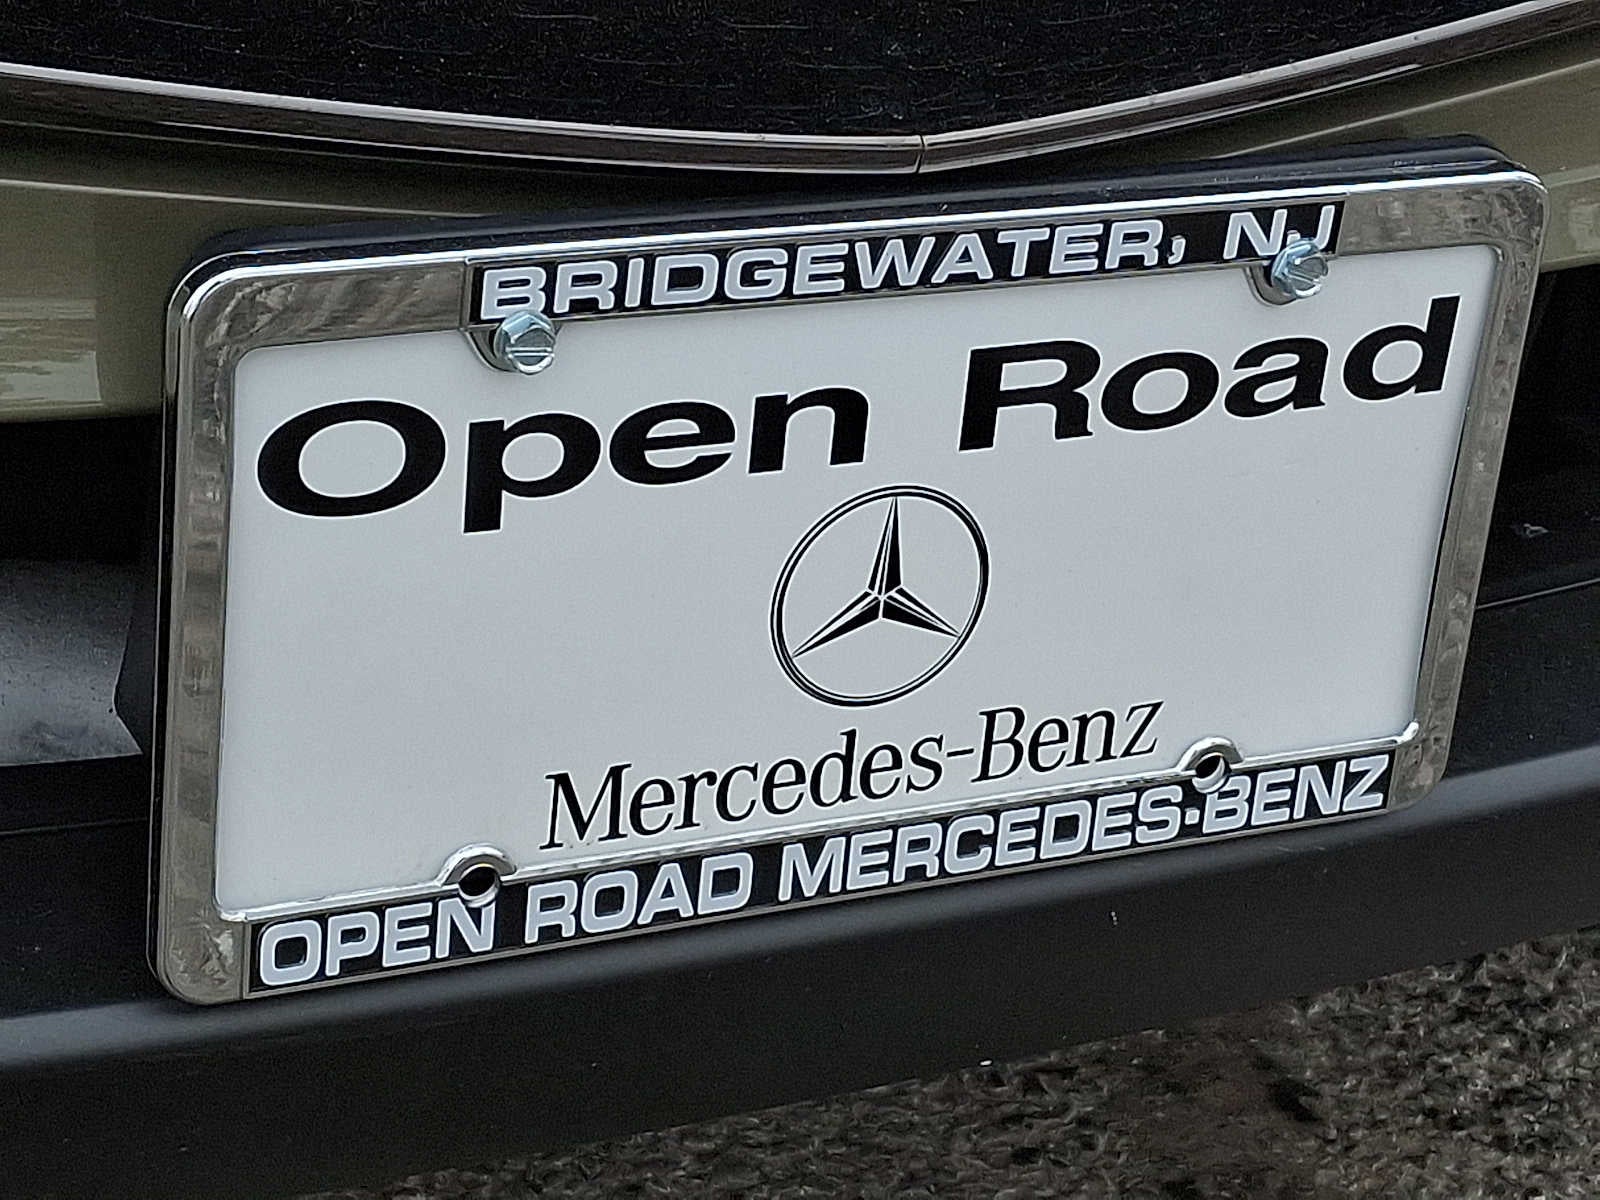 BRIDGEWATER, NJ
Open Road
Mercedes-Benz
OPEN ROAD MERCEDES-BENZ